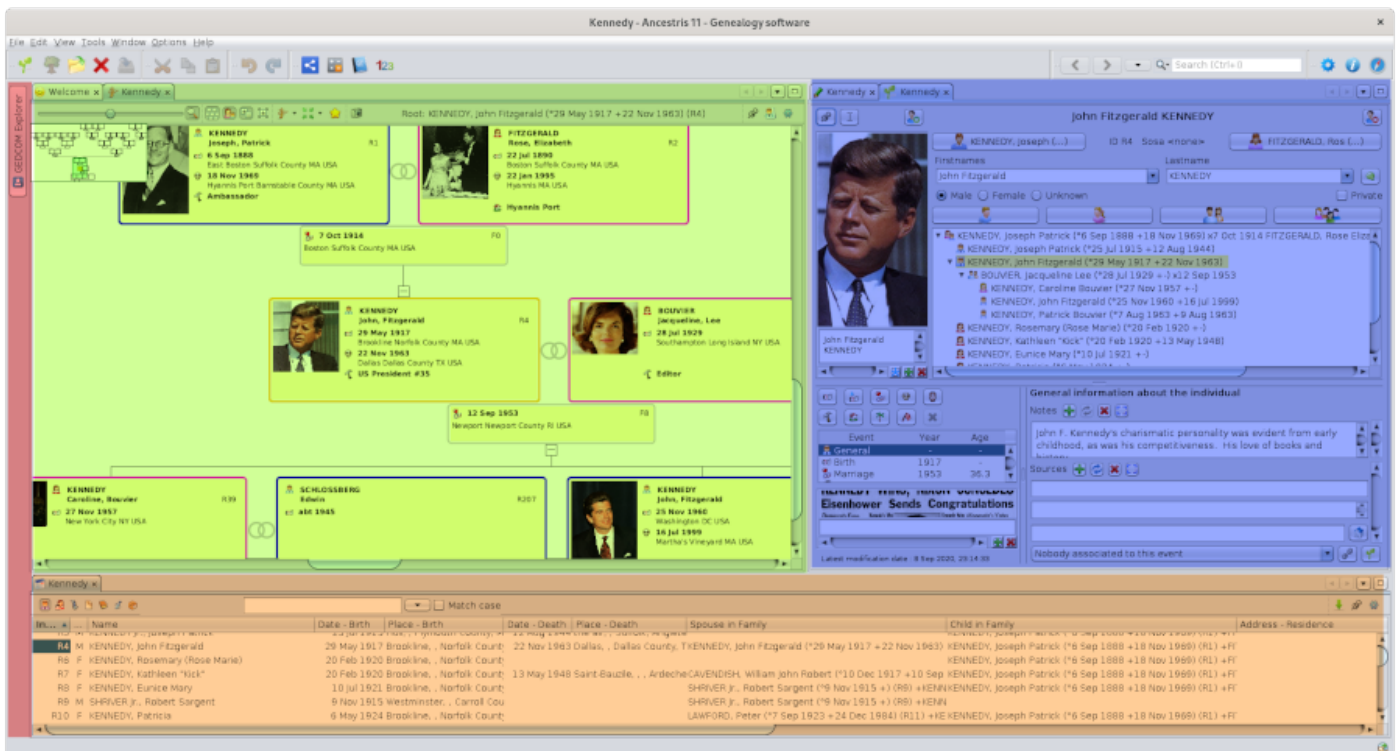 Kennedy - Ancestris 11 - Genealogy software
File Edit View Tools Window Options Help
123
Search (Ctrl+I)
GEDCOM Explorer
Welcome
Kennedy
Root: KENNEDY, John Fitzgerald (*29 May 1917 +22 Nov 1963) (R4)
KENNEDY
Joseph, Patrick R1
6 Sep 1888
East Boston Suffolk County MA USA
18 Nov 1969
Hyannis Port Barnstable County MA USA
Ambassador
FITZGERALD
Rose, Elizabeth R2
22 Jul 1890
Boston Suffolk County MA USA
22 Jan 1995
Hyannis MA USA
Hyannis Port
7 Oct 1914 F0
Boston Suffolk County MA USA
KENNEDY
John, Fitzgerald R4
29 May 1917
Brookline Norfolk County MA USA
22 Nov 1963
Dallas Dallas County TX USA
US President #35
BOUVIER
Jacqueline, Lee
28 Jul 1929
Southampton Long Island NY USA
Editor
12 Sep 1953 F8
Newport Newport County RI USA
KENNEDY
Caroline, Bouvier R39
27 Nov 1957
New York City NY USA
SCHLOSSBERG
Edwin R207
abt 1945
KENNEDY
John, Fitzgerald
25 Nov 1960
Washington DC USA
16 Jul 1999
Martha's Vineyard MA USA
Kennedy
Kennedy
John Fitzgerald KENNEDY
KENNEDY, Joseph (...) ID R4 Sosa <none> FITZGERALD, Ros (...)
Firstnames Lastname
John Fitzgerald KENNEDY
Male Female Unknown Private
KENNEDY, Joseph Patrick (*6 Sep 1888 +18 Nov 1969) x7 Oct 1914 FITZGERALD, Rose Eliz
KENNEDY, Joseph Patrick (*25 Jul 1915 +12 Aug 1944)
KENNEDY, John Fitzgerald (*29 May 1917 +22 Nov 1963)
BOUVIER, Jacqueline Lee (*28 Jul 1929 +-) x12 Sep 1953
KENNEDY, Caroline Bouvier (*27 Nov 1957 +-)
KENNEDY, John Fitzgerald (*25 Nov 1960 +16 Jul 1999)
KENNEDY, Patrick Bouvier (*7 Aug 1963 +9 Aug 1963)
KENNEDY, Rosemary (Rose Marie) (*20 Feb 1920 +-)
KENNEDY, Kathleen "Kick" (*20 Feb 1920 +13 May 1948)
KENNEDY, Eunice Mary (*10 Jul 1921 +-)
John Fitzgerald
KENNEDY
Event Year Age
General - -
Birth 1917
Marriage 1953 36.3
Eisenhower Sends Congratulations
Latest modification date : 8 Sep 2020,
General information about the individual
Notes
John F. Kennedy's charismatic personality was evident from early
childhood, as was his competitiveness. His love of books and
history
Sources
Nobody associated to this event
Kennedy
Match case
In... ... Name Date - Birth Place - Birth Date - Death Place - Death Spouse in Family Child in Family Address - Residence
R4 M KENNEDY, John Fitzgerald 29 May 1917 Brookline, , Norfolk County 22 Nov 1963 Dallas, , Dallas County, T KENNEDY, John Fitzgerald (*29 May 1917 +22 Nov 1963) KENNEDY, Joseph Patrick (*6 Sep 1888 +18 Nov 1969) (R1) +FI
R6 F KENNEDY, Rosemary (Rose Marie) 20 Feb 1920 Brookline, , Norfolk County KENNEDY, Joseph Patrick (*6 Sep 1888 +18 Nov 1969) (R1) +FI
R7 F KENNEDY, Kathleen "Kick" 20 Feb 1920 Brookline, , Norfolk County 13 May 1948 Saint-Bauzile, , , Ardeche CAVENDISH, William John Robert (*10 Dec 1917 +10 Sep KENNEDY, Joseph Patrick (*6 Sep 1888 +18 Nov 1969) (R1) +FI
R8 F KENNEDY, Eunice Mary 10 Jul 1921 Brookline, , Norfolk County SHRIVER Jr., Robert Sargent (*9 Nov 1915 +) (R9) +KENN KENNEDY, Joseph Patrick (*6 Sep 1888 +18 Nov 1969) (R1) +FI
R9 M SHRIVER Jr., Robert Sargent 9 Nov 1915 Westminster, , Carroll Cou SHRIVER Jr., Robert Sargent (*9 Nov 1915 +) (R9) +KENN
R10 F KENNEDY, Patricia 6 May 1924 Brookline, , Norfolk County LAWFORD, Peter (*7 Sep 1923 +24 Dec 1984) (R11) +KE KENNEDY, Joseph Patrick (*6 Sep 1888 +18 Nov 1969) (R1) +FI